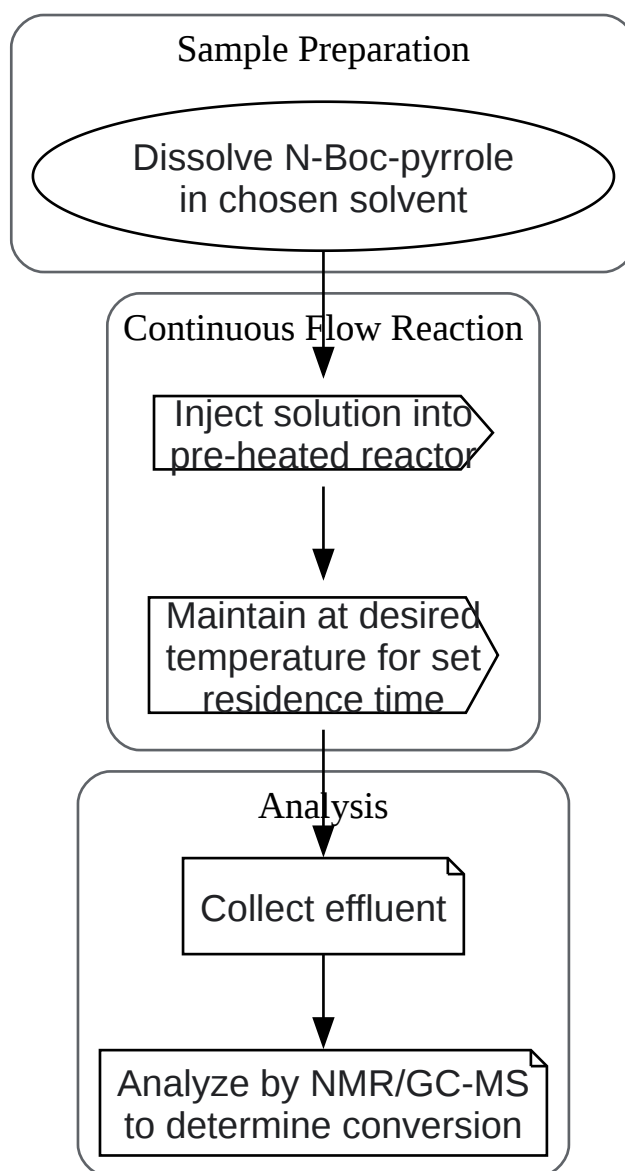 Sample Preparation
Dissolve N-Boc-pyrrole
in chosen solvent
Continuous Flow Reaction
Inject solution into
pre-heated reactor
Maintain at desired
temperature for set
residence time
Analysis
Collect effluent
Analyze by NMR/GC-MS
to determine conversion